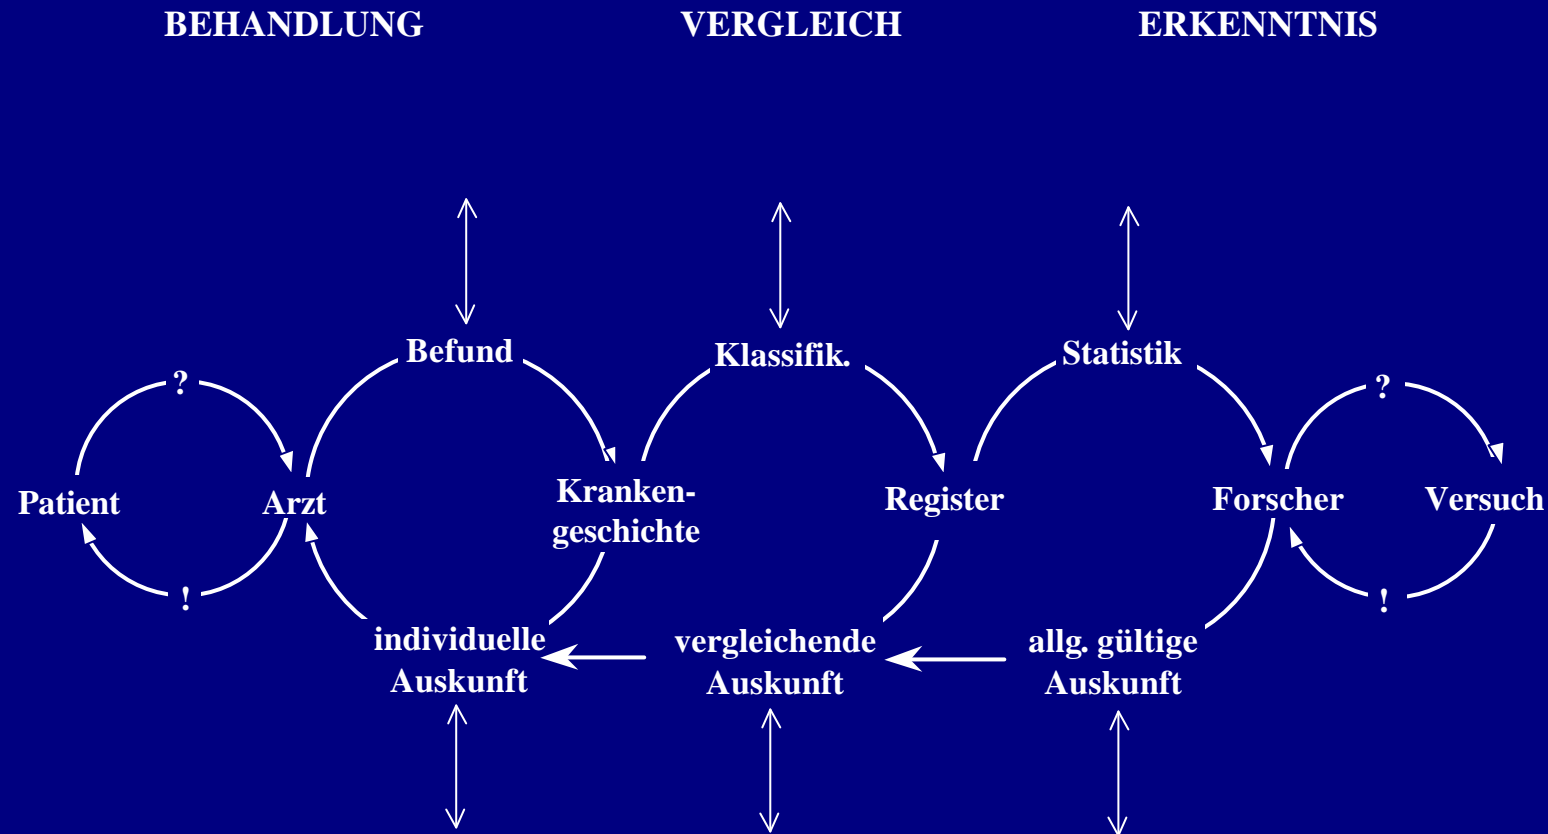 BEHANDLUNG
VERGLEICH
ERKENNTNIS
Befund
Klassifik.
Statistik
?
?
Patient
Arzt
Kranken-
geschichte
Register
Forscher
Versuch
!
!
individuelle
Auskunft
vergleichende
Auskunft
allg. gültige
Auskunft